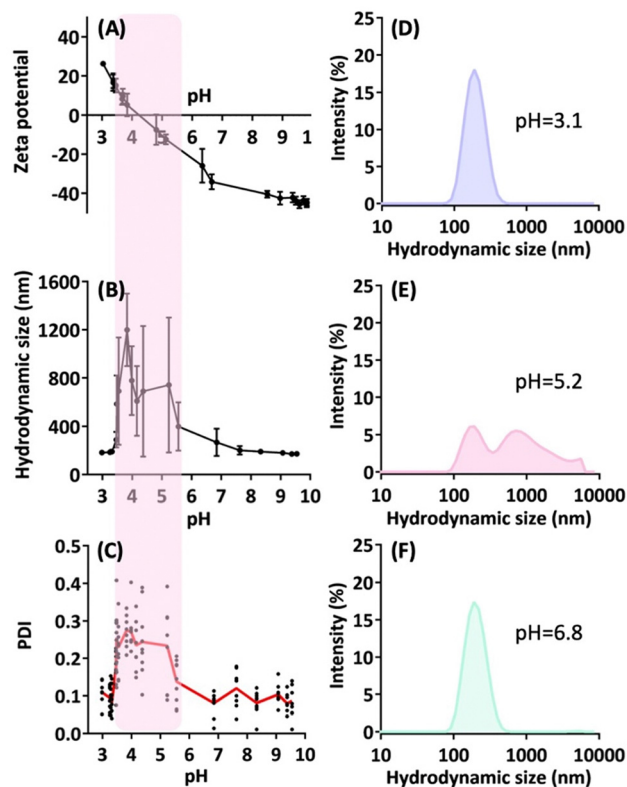 (A)
Zeta potential
40
20
0
-20
-40
pH
3 4 5 6 7 8 9 1
(B)
Hydrodynamic size (nm)
1600
1200
800
400
0
3 4 5 6 7 8 9 10
pH
(C)
PDI
0.5
0.4
0.3
0.2
0.1
0.0
3 4 5 6 7 8 9 10
pH
(D)
Intensity (%)
25
20
15
10
5
0
pH=3.1
10 100 1000 10000
Hydrodynamic size (nm)
(E)
Intensity (%)
25
20
15
10
5
0
pH=5.2
10 100 1000 10000
Hydrodynamic size (nm)
(F)
Intensity (%)
25
20
15
10
5
0
pH=6.8
10 100 1000 10000
Hydrodynamic size (nm)